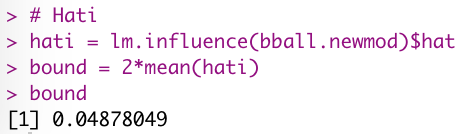 > # Hati
> hati = lm.influence(bball.newmod)$hat
> bound = 2*mean(hati)
> bound
[1] 0.04878049